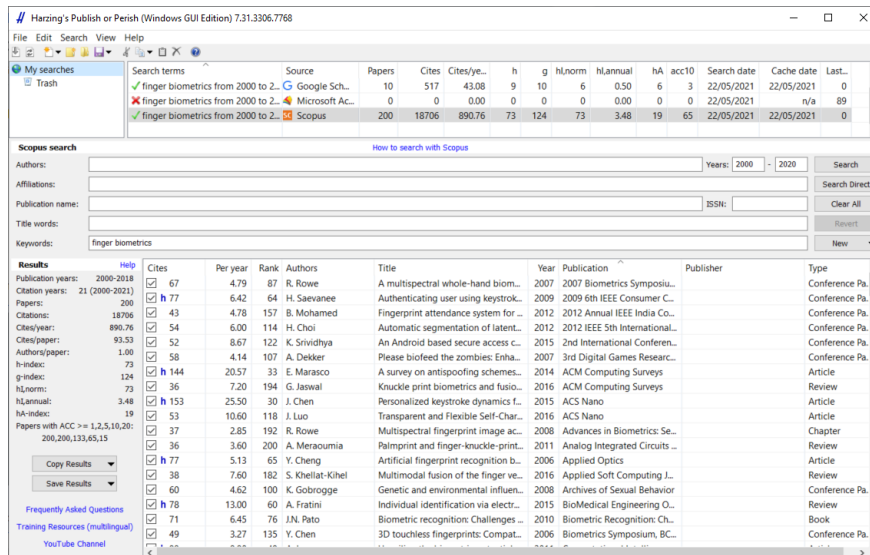 Harzing's Publish or Perish (Windows GUI Edition) 7.31.3306.7768
File Edit Search View Help
My searches
Trash
Search terms Source Papers Cites Cites/ye... h g hI,norm hI,annual hA acc10 Search date Cache date Last...
finger biometrics from 2000 to 2... Google Sch... 10 517 43.08 9 10 6 0.50 6 3 22/05/2021 22/05/2021 0
finger biometrics from 2000 to 2... Microsoft Ac... 0 0 0.00 0 0 0 0.00 0 0 22/05/2021 n/a 89
finger biometrics from 2000 to 2... Scopus 200 18706 890.76 73 124 73 3.48 19 65 22/05/2021 22/05/2021 0
Scopus search How to search with Scopus
Authors: Years: 2000 - 2020 Search
Affiliations: Search Direct
Publication name: ISSN: Clear All
Title words: Revert
Keywords: finger biometrics New
Results Help
Publication years: 2000-2018
Citation years: 21 (2000-2021)
Papers: 200
Citations: 18706
Cites/year: 890.76
Cites/paper: 93.53
Authors/paper: 1.00
h-index: 73
g-index: 124
hI,norm: 73
hI,annual: 3.48
hA-index: 19
Papers with ACC >= 1,2,5,10,20:
200,200,133,65,15
Copy Results
Save Results
Frequently Asked Questions
Training Resources (multilingual)
YouTube Channel
Cites Per year Rank Authors Title Year Publication Publisher Type
67 4.79 87 R. Rowe A multispectral whole-hand biom... 2007 2007 Biometrics Symposiu... Conference Pa.
h 77 6.42 64 H. Saevanee Authenticating user using keystrok... 2009 2009 6th IEEE Consumer C... Conference Pa.
43 4.78 157 B. Mohamed Fingerprint attendance system for ... 2012 2012 Annual IEEE India Co... Conference Pa.
54 6.00 114 H. Choi Automatic segmentation of latent... 2012 2012 IEEE 5th International... Conference Pa.
52 8.67 122 K. Srividhya An Android based secure access c... 2015 2nd International Conferen... Conference Pa.
58 4.14 107 A. Dekker Please biofeed the zombies: Enha... 2007 3rd Digital Games Researc... Conference Pa.
h 144 20.57 33 E. Marasco A survey on antispoofing schemes... 2014 ACM Computing Surveys Article
36 7.20 194 G. Jaswal Knuckle print biometrics and fusio... 2016 ACM Computing Surveys Review
h 153 25.50 30 J. Chen Personalized keystroke dynamics f... 2015 ACS Nano Article
53 10.60 118 J. Luo Transparent and Flexible Self-Char... 2016 ACS Nano Article
37 2.85 192 R. Rowe Multispectral fingerprint image ac... 2008 Advances in Biometrics: Se... Chapter
36 3.60 200 A. Meraoumia Palmprint and finger-knuckle-print... 2011 Analog Integrated Circuits ... Review
h 77 5.13 65 Y. Cheng Artificial fingerprint recognition b... 2006 Applied Optics Article
38 7.60 182 S. Khellat-Kihel Multimodal fusion of the finger ve... 2016 Applied Soft Computing J... Review
60 4.62 100 K. Gobrogge Genetic and environmental influen... 2008 Archives of Sexual Behavior Conference Pa.
h 78 13.00 60 A. Fratini Individual identification via electr... 2015 BioMedical Engineering O... Review
71 6.45 76 J.N. Pato Biometric recognition: Challenges ... 2010 Biometric Recognition: Ch... Book
49 3.27 135 Y. Chen 3D touchless fingerprints: Compat... 2006 Biometrics Symposium, BC... Conference Pa.